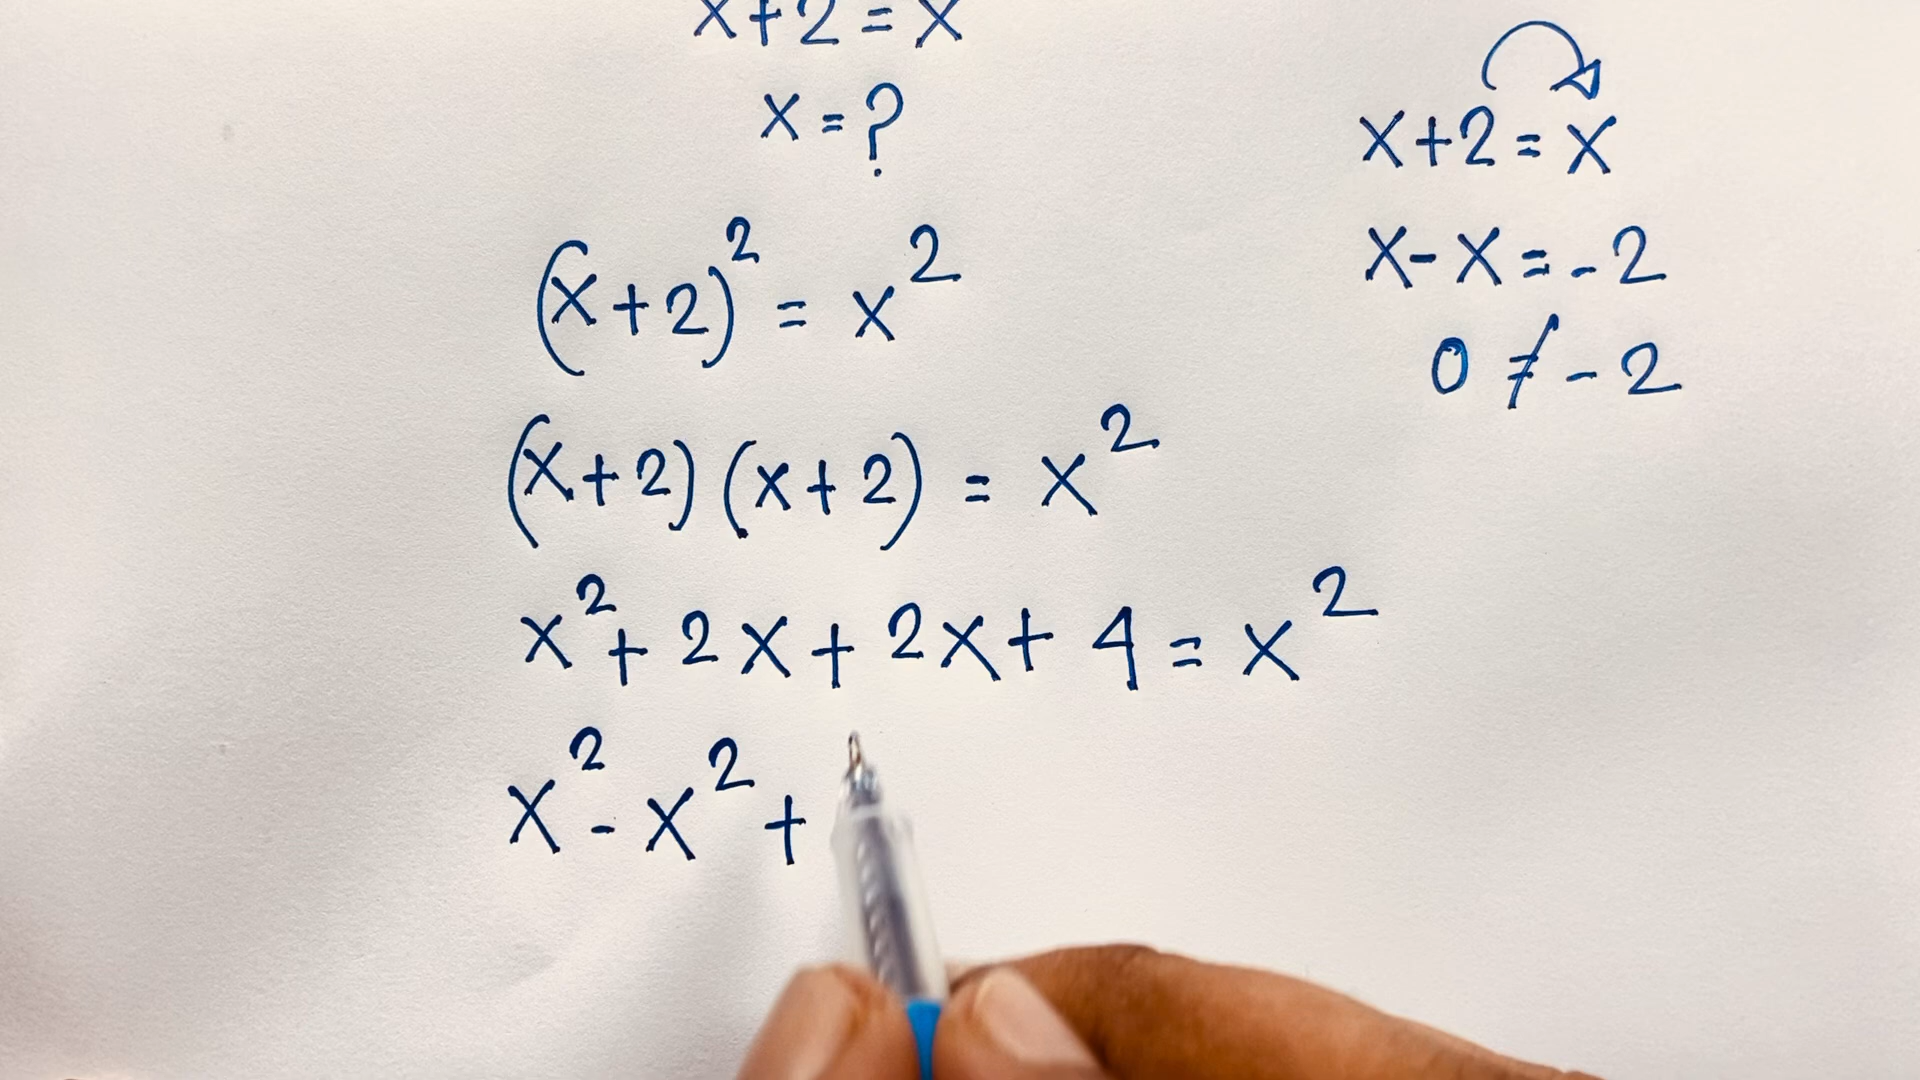 x+2=x
x=?
(x+2)²=x²
(x+2)(x+2)=x²
x²+2x+2x+4=x²
x²-x²+
x+2=x
x-x=-2
0≠-2